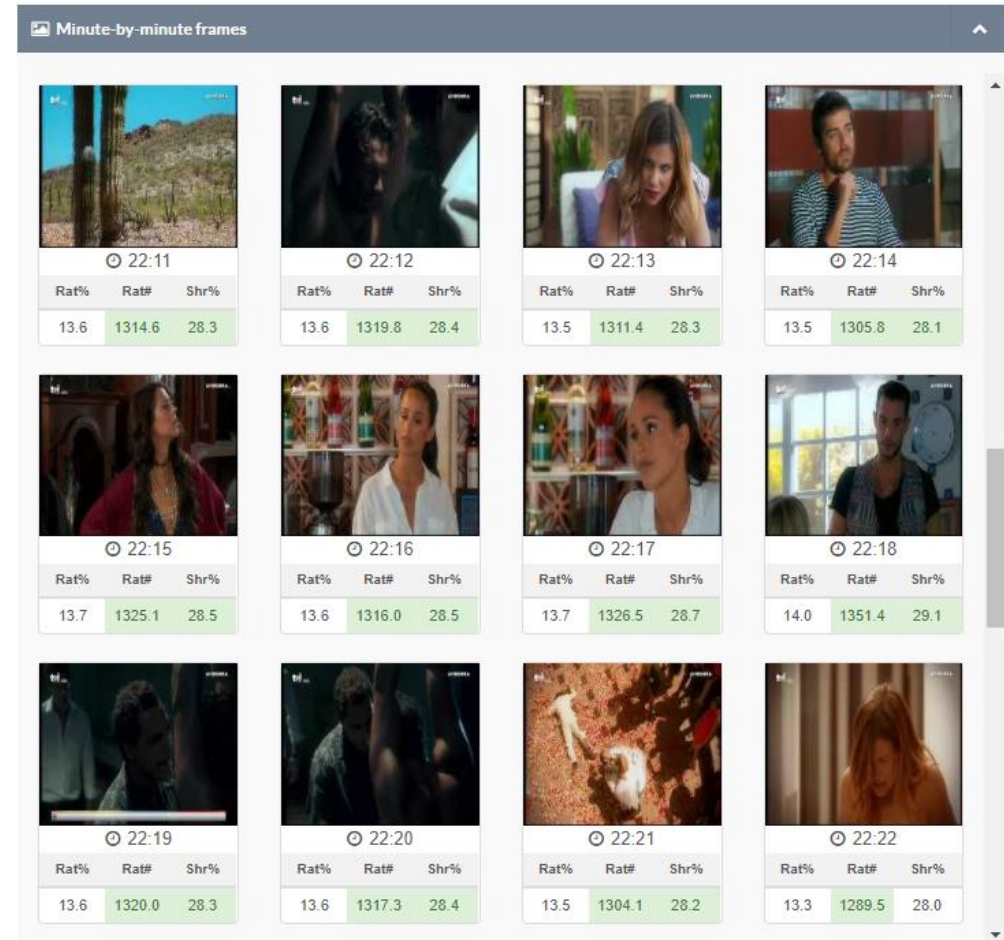 Minute-by-minute frames
22:11 22:12 22:13 22:14
Rat% Rat# Shr% Rat% Rat# Shr% Rat% Rat# Shr% Rat% Rat# Shr%
13.6 1314.6 28.3 13.6 1319.8 28.4 13.5 1311.4 28.3 13.5 1305.8 28.1
22:15 22:16 22:17 22:18
Rat% Rat# Shr% Rat% Rat# Shr% Rat% Rat# Shr% Rat% Rat# Shr%
13.7 1325.1 28.5 13.6 1316.0 28.5 13.7 1326.5 28.7 14.0 1351.4 29.1
22:19 22:20 22:21 22:22
Rat% Rat# Shr% Rat% Rat# Shr% Rat% Rat# Shr% Rat% Rat# Shr%
13.6 1320.0 28.3 13.6 1317.3 28.4 13.5 1304.1 28.2 13.3 1289.5 28.0